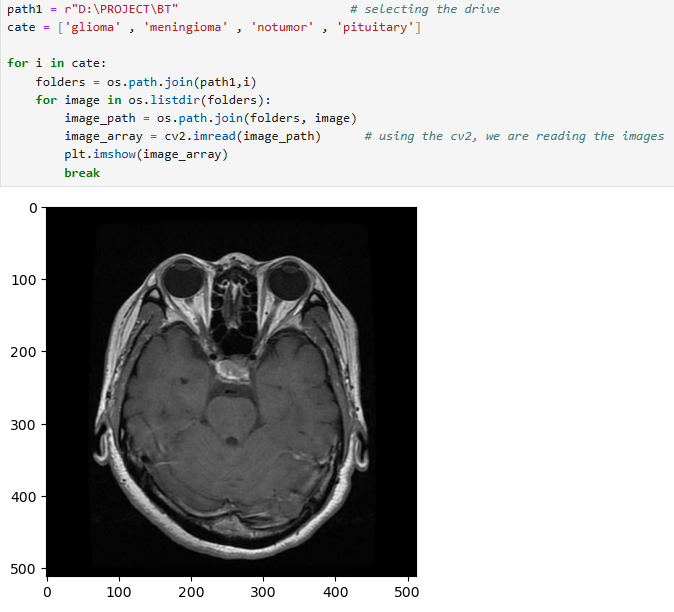 path1 = r"D:\PROJECT\BT" # selecting the drive
cate = ['glioma' , 'meningioma' , 'notumor' , 'pituitary']
for i in cate:
folders = os.path.join(path1,i)
for image in os.listdir(folders):
image_path = os.path.join(folders, image)
image_array = cv2.imread(image_path) # using the cv2, we are reading the images
plt.imshow(image_array)
break
0
100
200
300
400
500
0 100 200 300 400 500